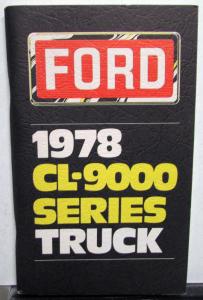 FORD
1978
CL-9000
SERIES
TRUCK